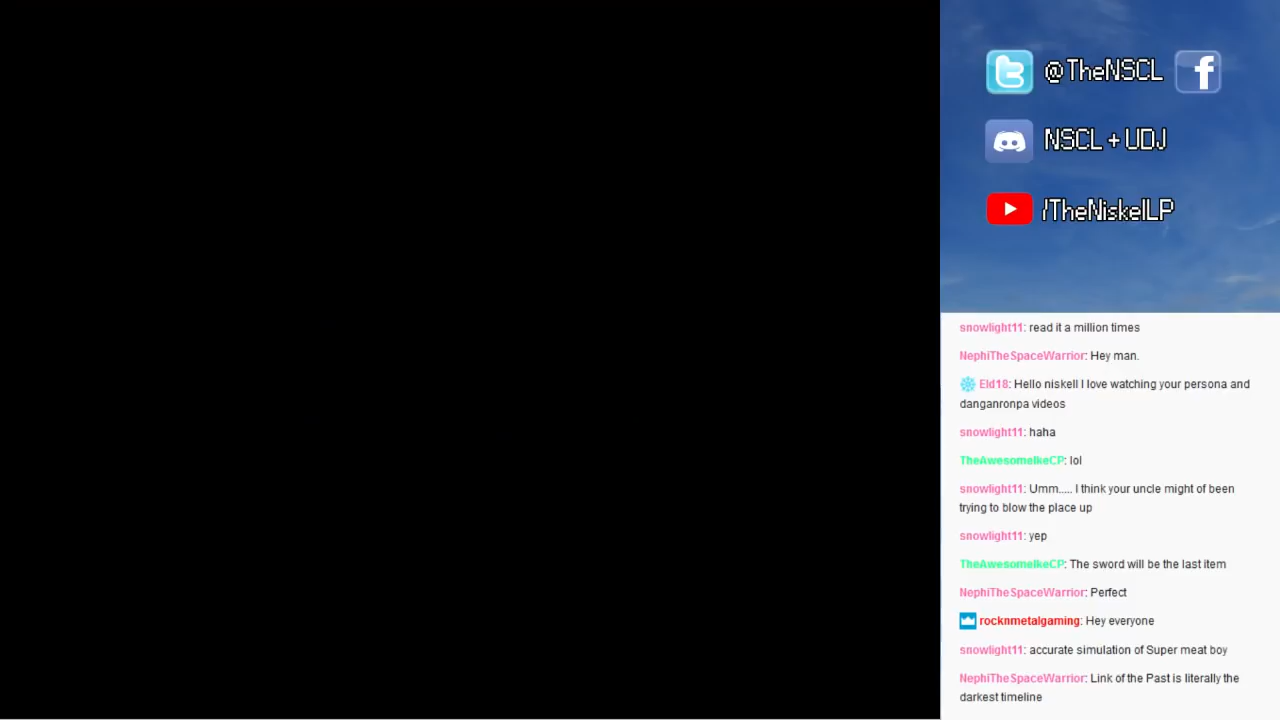 @TheNSCL
NSCL + UDJ
/TheNiskelLP
snowlight11: read it a million times
NephiTheSpaceWarrior: Hey man.
Eld18: Hello niskell I love watching your persona and
danganronpa videos
snowlight11: haha
TheAwesomeIkeCP: lol
snowlight11: Umm..... I think your uncle might of been
trying to blow the place up
snowlight11: yep
TheAwesomeIkeCP: The sword will be the last item
NephiTheSpaceWarrior: Perfect
rocknmetalgaming: Hey everyone
snowlight11: accurate simulation of Super meat boy
NephiTheSpaceWarrior: Link of the Past is literally the
darkest timeline